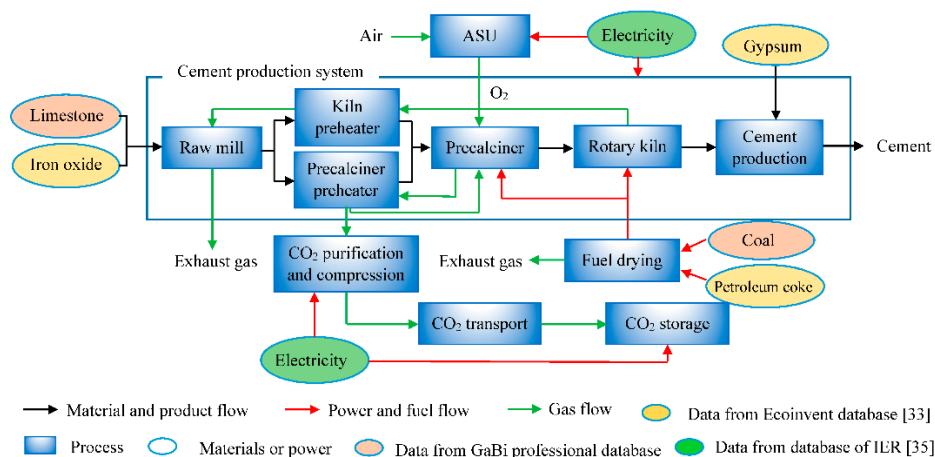 Air
ASU
Electricity
Gypsum
Cement production system
O₂
Limestone
Iron oxide
Raw mill
Kiln
preheater
Precalciner
preheater
Precalciner
Rotary kiln
Cement
production
Cement
Exhaust gas
CO₂ purification
and compression
Exhaust gas
Fuel drying
Coal
Petroleum coke
CO₂ transport
CO₂ storage
Electricity
Material and product flow
Power and fuel flow
Gas flow
Data from Ecoinvent database [33]
Process
Materials or power
Data from GaBi professional database
Data from database of IER [35]